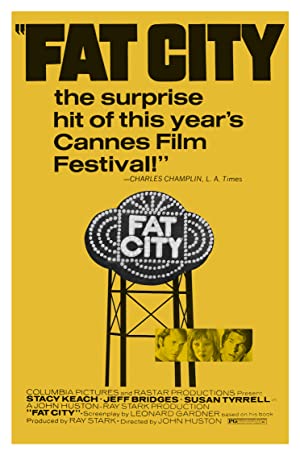 "FAT CITY
the surprise
hit of this year's
Cannes Film
Festival!"
—CHARLES CHAMPLIN, L. A. Times
FAT
CITY
COLUMBIA PICTURES and RASTAR PRODUCTIONS Present
STACY KEACH • JEFF BRIDGES • SUSAN TYRRELL in
A JOHN HUSTON-RAY STARK PRODUCTION
"FAT CITY" • Screenplay by LEONARD GARDNER based on his book
Produced by RAY STARK • Directed by JOHN HUSTON PG